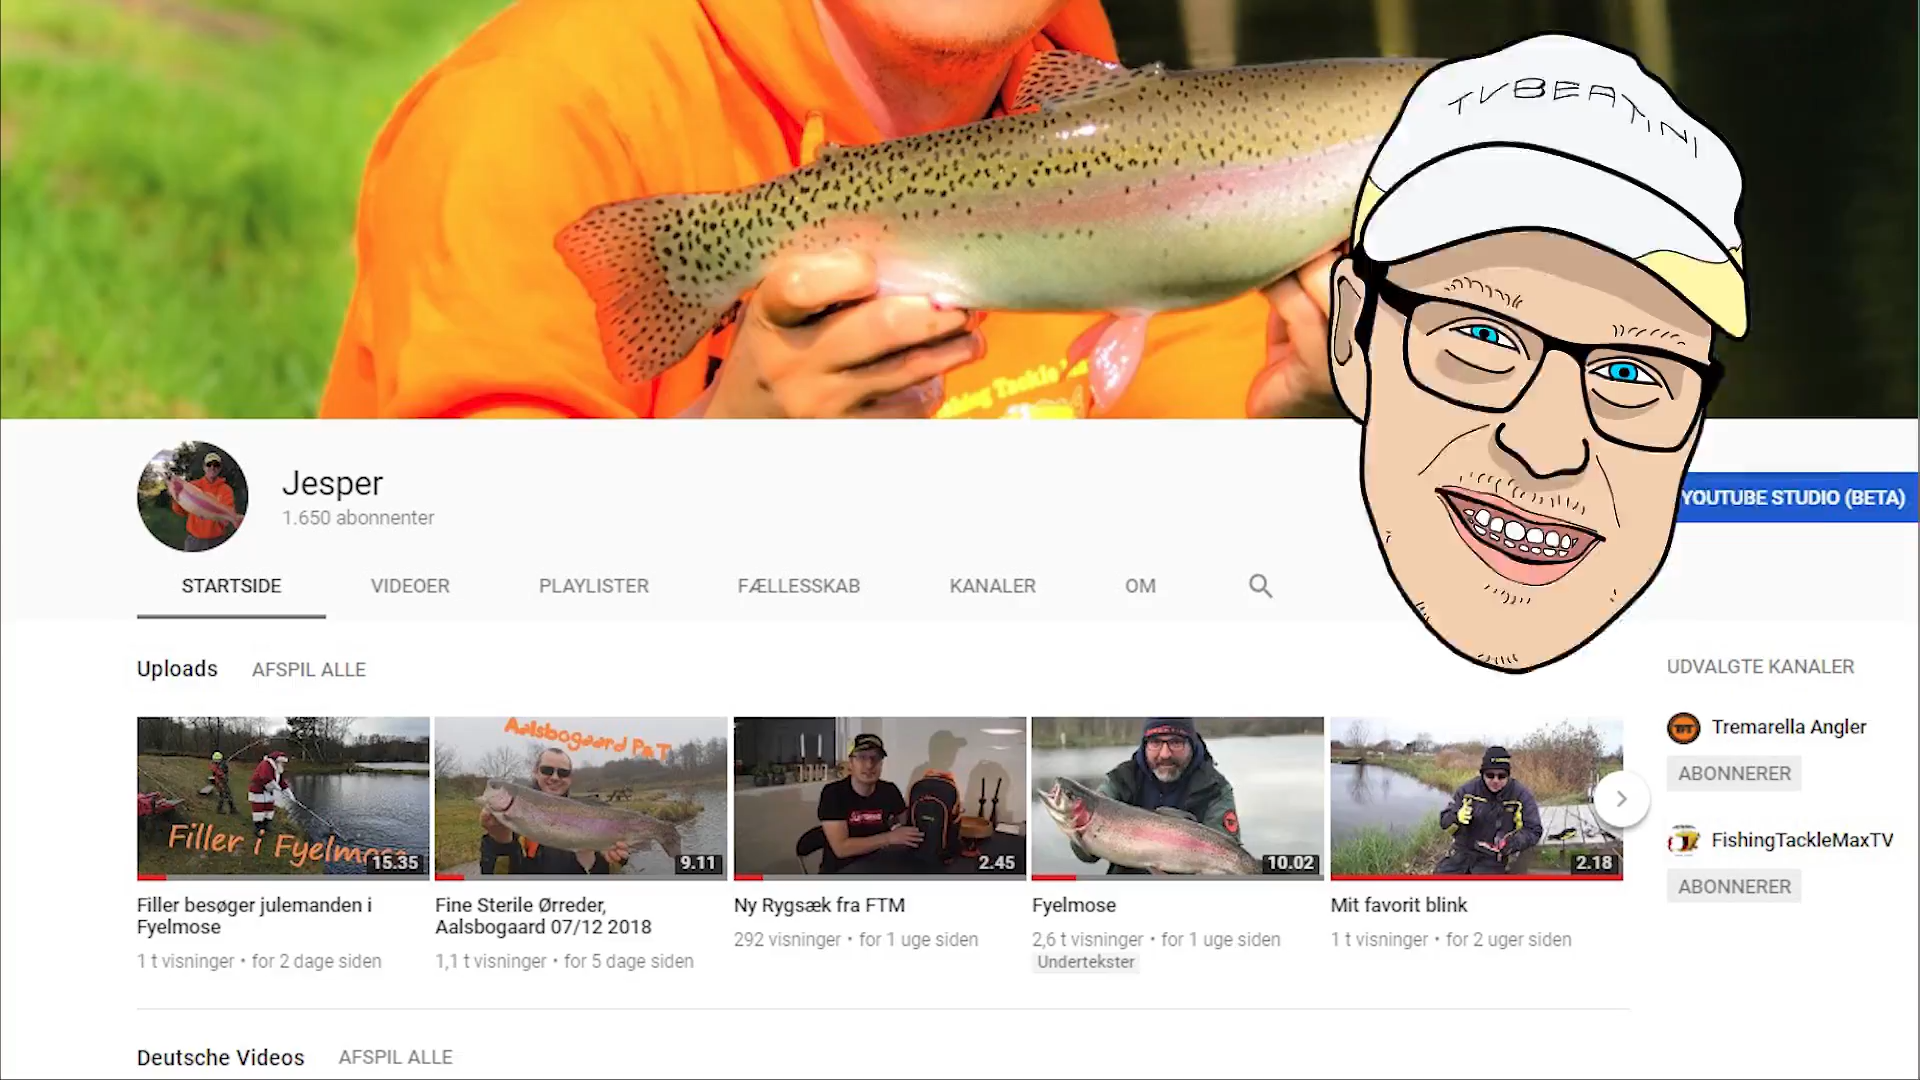 TVBEATINI
Jesper
1.650 abonnenter
YOUTUBE STUDIO (BETA)
STARTSIDE
VIDEOER
PLAYLISTER
FÆLLESSKAB
KANALER
OM
Uploads
AFSPIL ALLE
UDVALGTE KANALER
Filler i Fyelmose
15.35
Aalsbogaard P&T
9.11
2.45
10.02
2.18
Tremarella Angler
ABONNERER
FishingTackleMaxTV
ABONNERER
Filler besøger julemanden i
Fyelmose
1 t visninger • for 2 dage siden
Fine Sterile Ørreder,
Aalsbogaard 07/12 2018
1,1 t visninger • for 5 dage siden
Ny Rygsæk fra FTM
292 visninger • for 1 uge siden
Fyelmose
2,6 t visninger • for 1 uge siden
Undertekster
Mit favorit blink
1 t visninger • for 2 uger siden
Deutsche Videos
AFSPIL ALLE